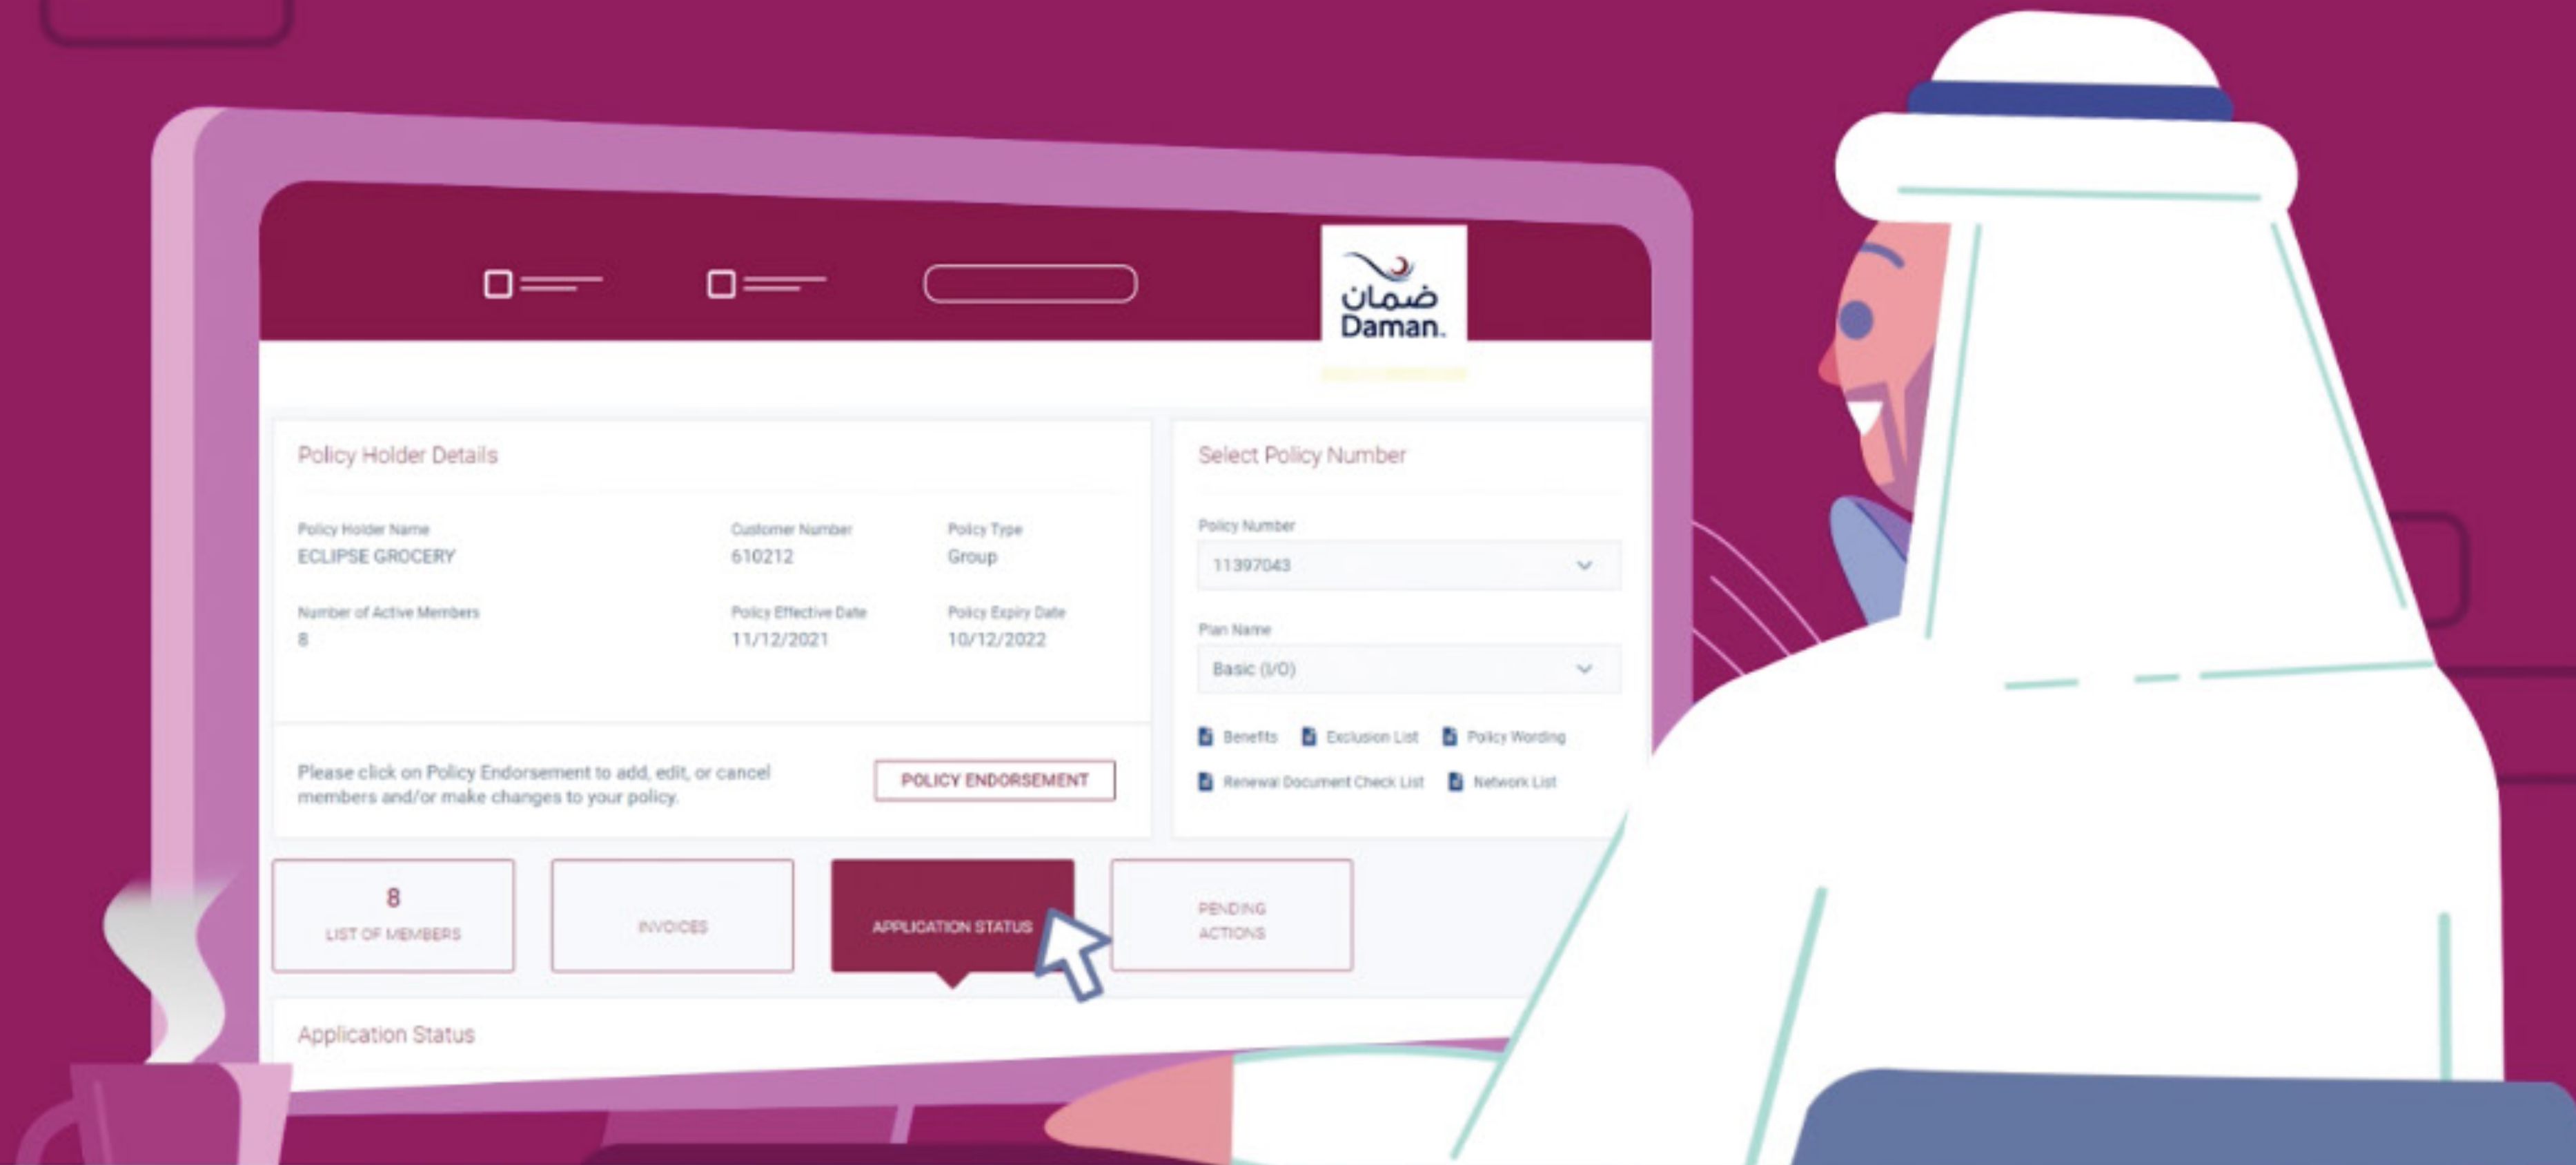 ضمان
Daman.
Policy Holder Details
Policy Holder Name
ECLIPSE GROCERY
Customer Number
610212
Policy Type
Group
Number of Active Members
8
Policy Effective Date
11/12/2021
Policy Expiry Date
10/12/2022
Please click on Policy Endorsement to add, edit, or cancel
members and/or make changes to your policy.
POLICY ENDORSEMENT
Select Policy Number
Policy Number
11397043
Plan Name
Basic (I/O)
Benefits Exclusion List Policy Wording
Renewal Document Check List Network List
8
LIST OF MEMBERS
INVOICES
APPLICATION STATUS
PENDING
ACTIONS
Application Status